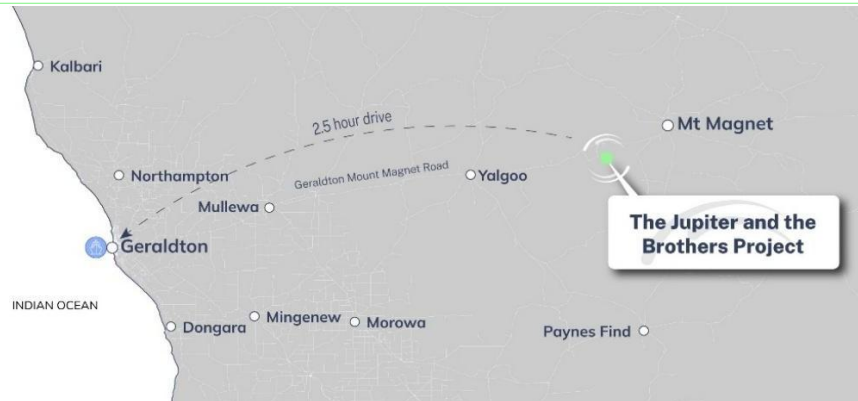 Kalbari
2.5 hour drive
Mt Magnet
Geraldton Mount Magnet Road
Northampton
Yalgoo
Mullewa
The Jupiter and the
Brothers Project
Geraldton
INDIAN OCEAN
Mingenew
Morowa
Dongara
Paynes Find